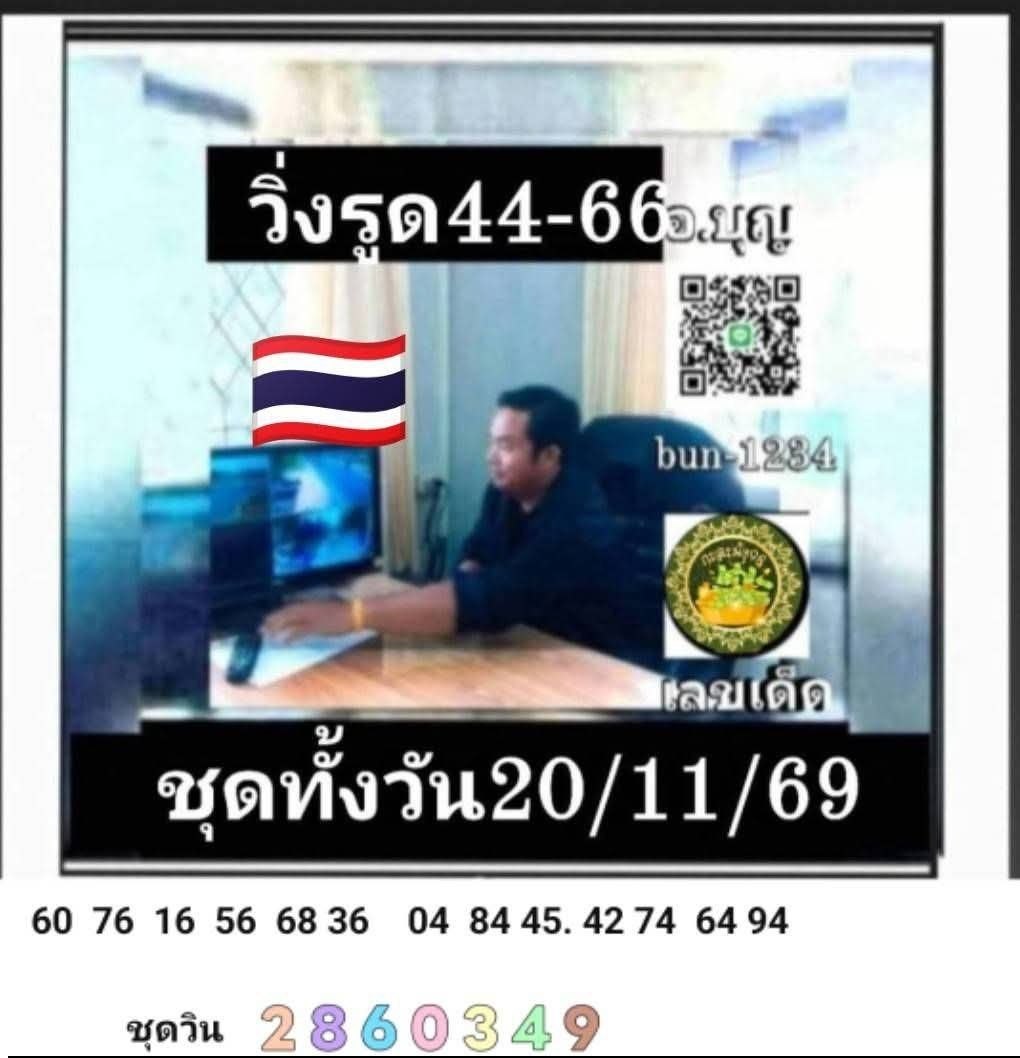 วิ่งรูด44-66
อ.บุญ
bun-1234
เลขเด็ด
ชุดทั้งวัน20/11/69
60 76 16 56 68 36 04 84 45. 42 74 64 94
ชุดวิน 2860349